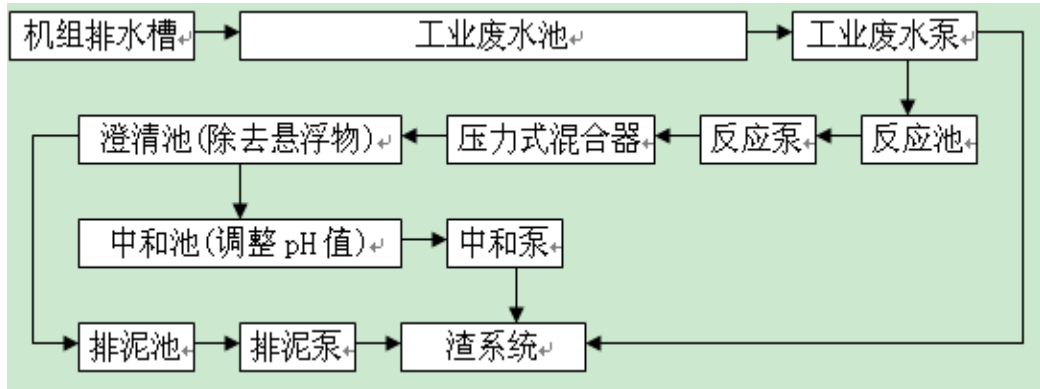 机组排水槽
工业废水池
工业废水泵
澄清池(除去悬浮物)
压力式混合器
反应泵
反应池
中和池(调整pH值)
中和泵
排泥池
排泥泵
渣系统